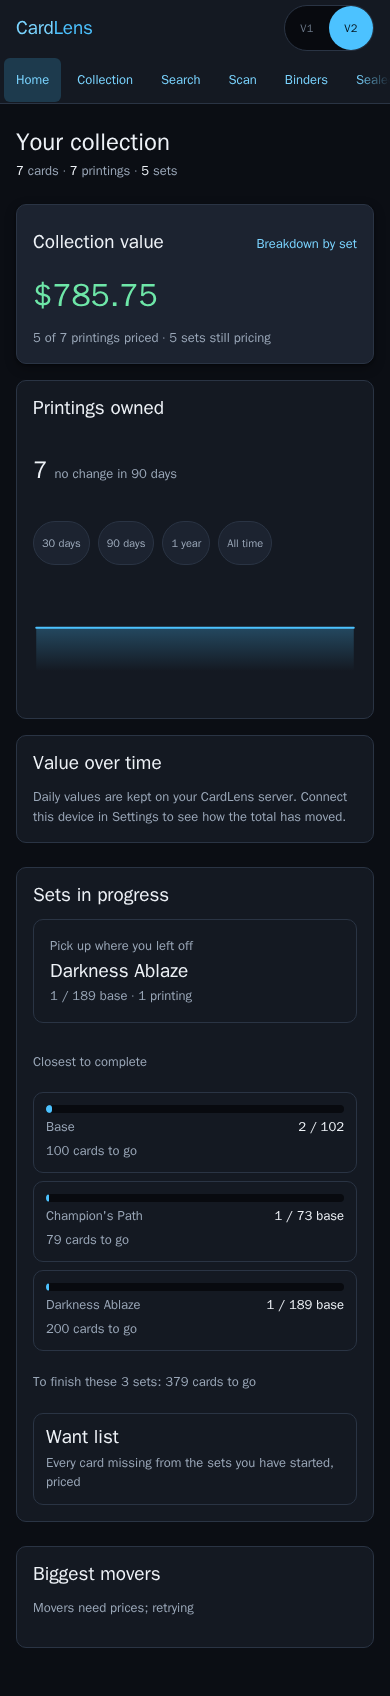 CardLens
V1
V2
Home
Collection
Search
Scan
Binders
Your collection
7 cards · 7 printings · 5 sets
Collection value
Breakdown by set
$785.75
5 of 7 printings priced · 5 sets still pricing
Printings owned
7 no change in 90 days
30 days
90 days
1 year
All time
Value over time
Daily values are kept on your CardLens server. Connect
this device in Settings to see how the total has moved.
Sets in progress
Pick up where you left off
Darkness Ablaze
1 / 189 base · 1 printing
Closest to complete
Base
2 / 102
100 cards to go
Champion's Path
1 / 73 base
79 cards to go
Darkness Ablaze
1 / 189 base
200 cards to go
To finish these 3 sets: 379 cards to go
Want list
Every card missing from the sets you have started,
priced
Biggest movers
Movers need prices; retrying